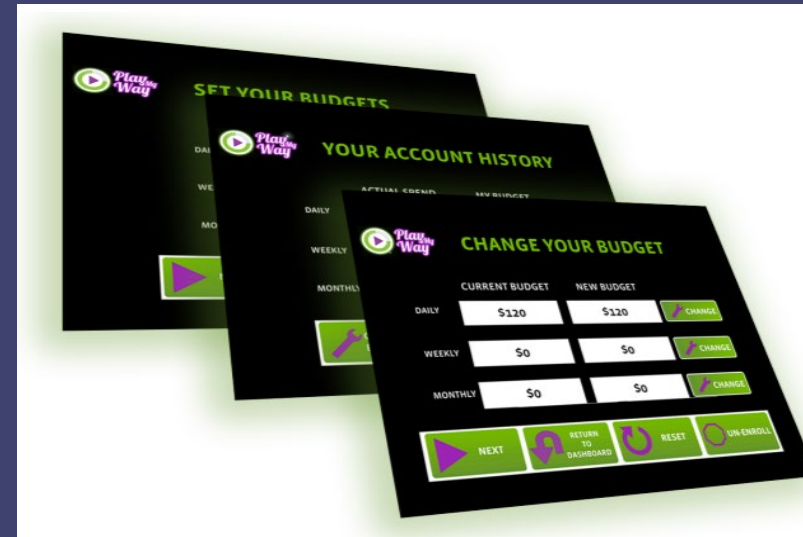 Play My Way
SET YOUR BUDGETS
Play My Way
YOUR ACCOUNT HISTORY
ACTUAL SPEND MY BUDGET
DAILY
WEEKLY
MONTHLY
Play My Way
CHANGE YOUR BUDGET
CURRENT BUDGET NEW BUDGET
DAILY $120 $120 CHANGE
WEEKLY $0 $0 CHANGE
MONTHLY $0 $0 CHANGE
NEXT RETURN TO DASHBOARD RESET UN-ENROLL